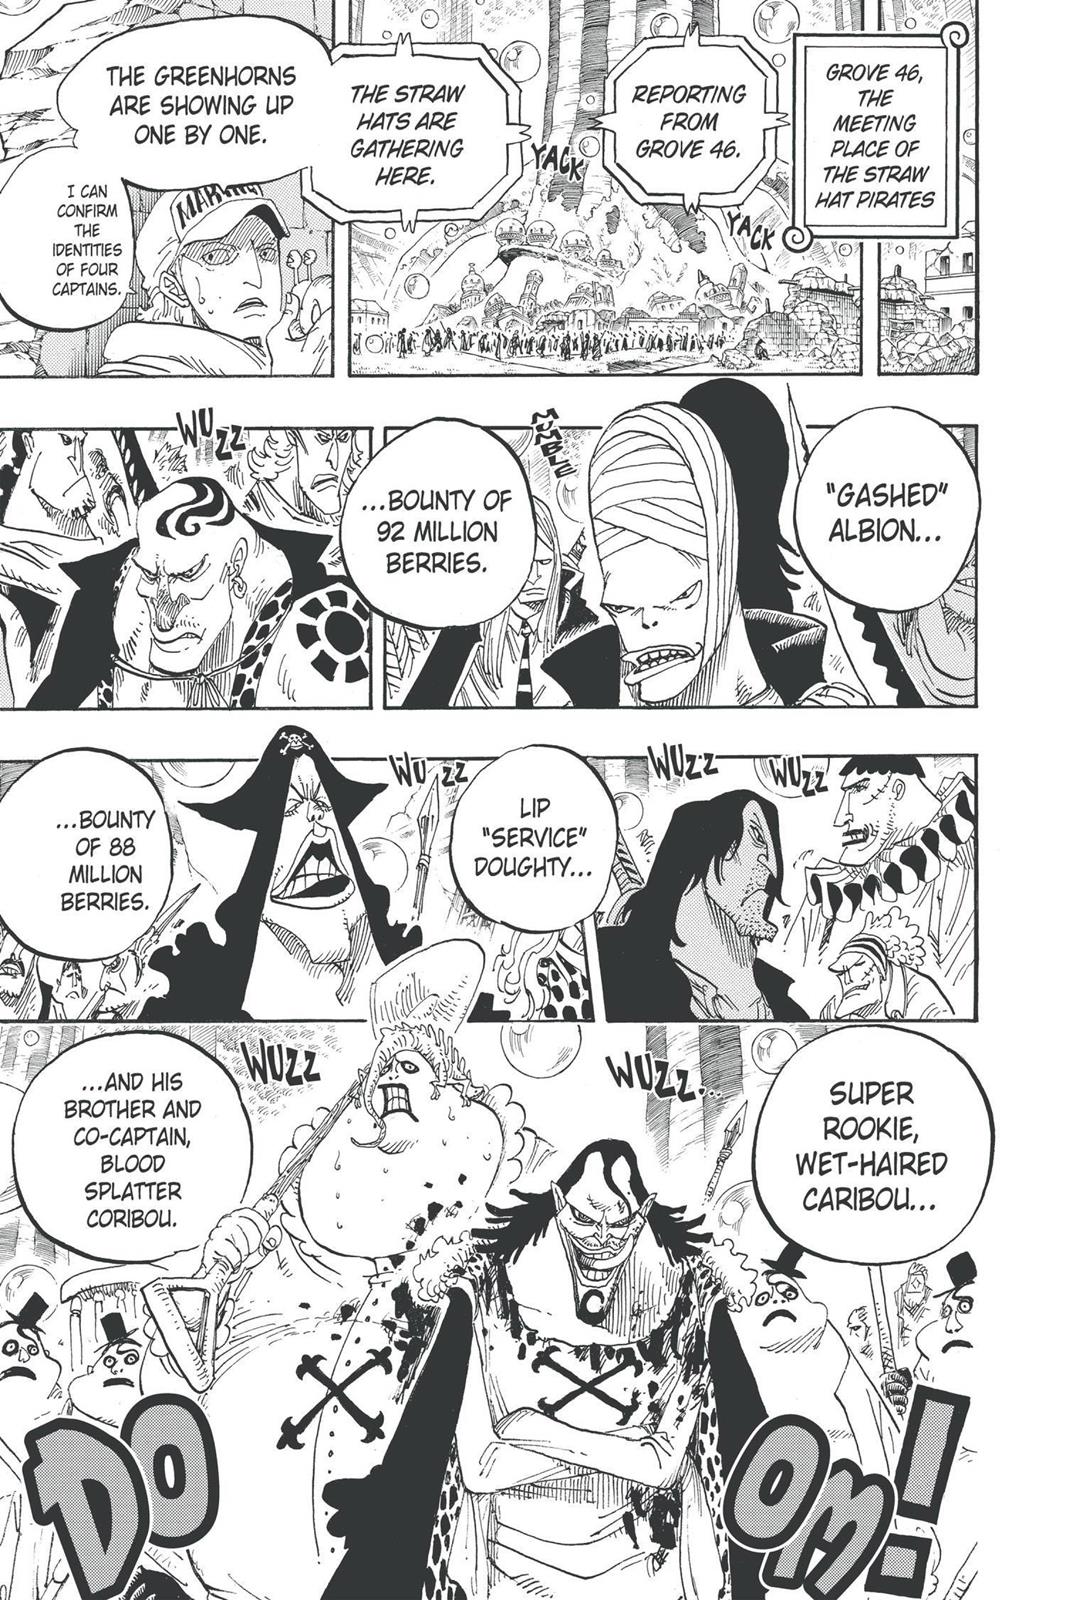 GROVE 46,
THE
MEETING
PLACE OF
THE STRAW
HAT PIRATES
REPORTING
FROM
GROVE 46.
YACK
YACK
THE STRAW
HATS ARE
GATHERING
HERE.
THE GREENHORNS
ARE SHOWING UP
ONE BY ONE.
MARINE
I CAN
CONFIRM
THE
IDENTITIES
OF FOUR
CAPTAINS.
"GASHED"
ALBION...
MUMBLE
...BOUNTY OF
92 MILLION
BERRIES.
WUZZ
WUZZ
WUZZ
LIP
"SERVICE"
DOUGHTY...
WUZZ
...BOUNTY
OF 88
MILLION
BERRIES.
SUPER
ROOKIE,
WET-HAIRED
CARIBOU...
WUZZ...
WUZZ
...AND HIS
BROTHER AND
CO-CAPTAIN,
BLOOD
SPLATTER
CORIBOU.
C
DOOM!